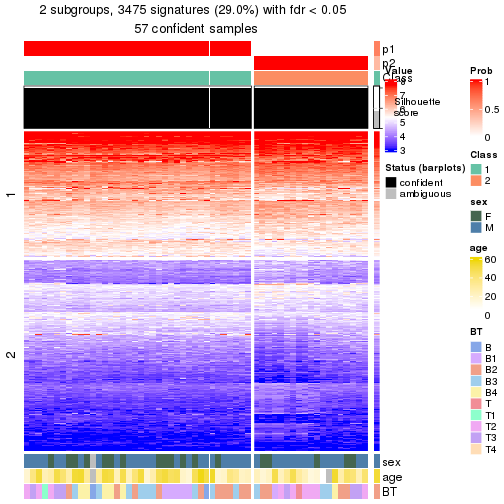 2 subgroups, 3475 signatures (29.0%) with fdr < 0.05
57 confident samples
p1
p2
Class
Silhouette
score
1
2
sex
age
BT
Value
8
7
6
5
4
3
Status (barplots)
confident
ambiguous
Prob
1
0.5
0
Class
1
2
sex
F
M
age
60
40
20
0
BT
B
B1
B2
B3
B4
T
T1
T2
T3
T4